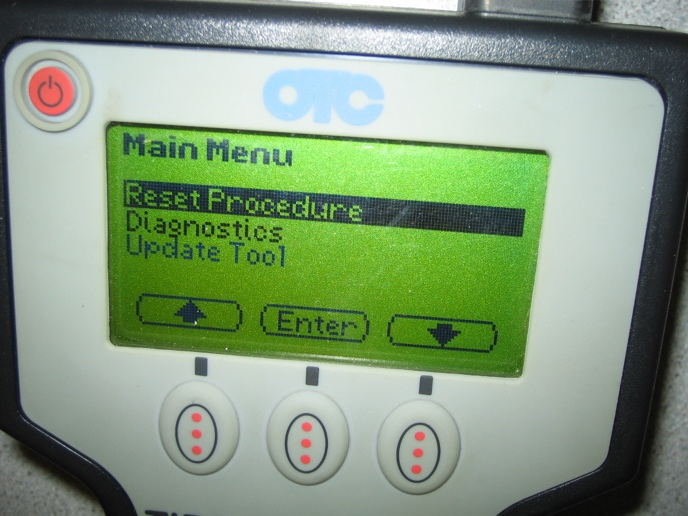 OTC
Main Menu
Reset Procedure
Diagnostics
Update Tool
Enter